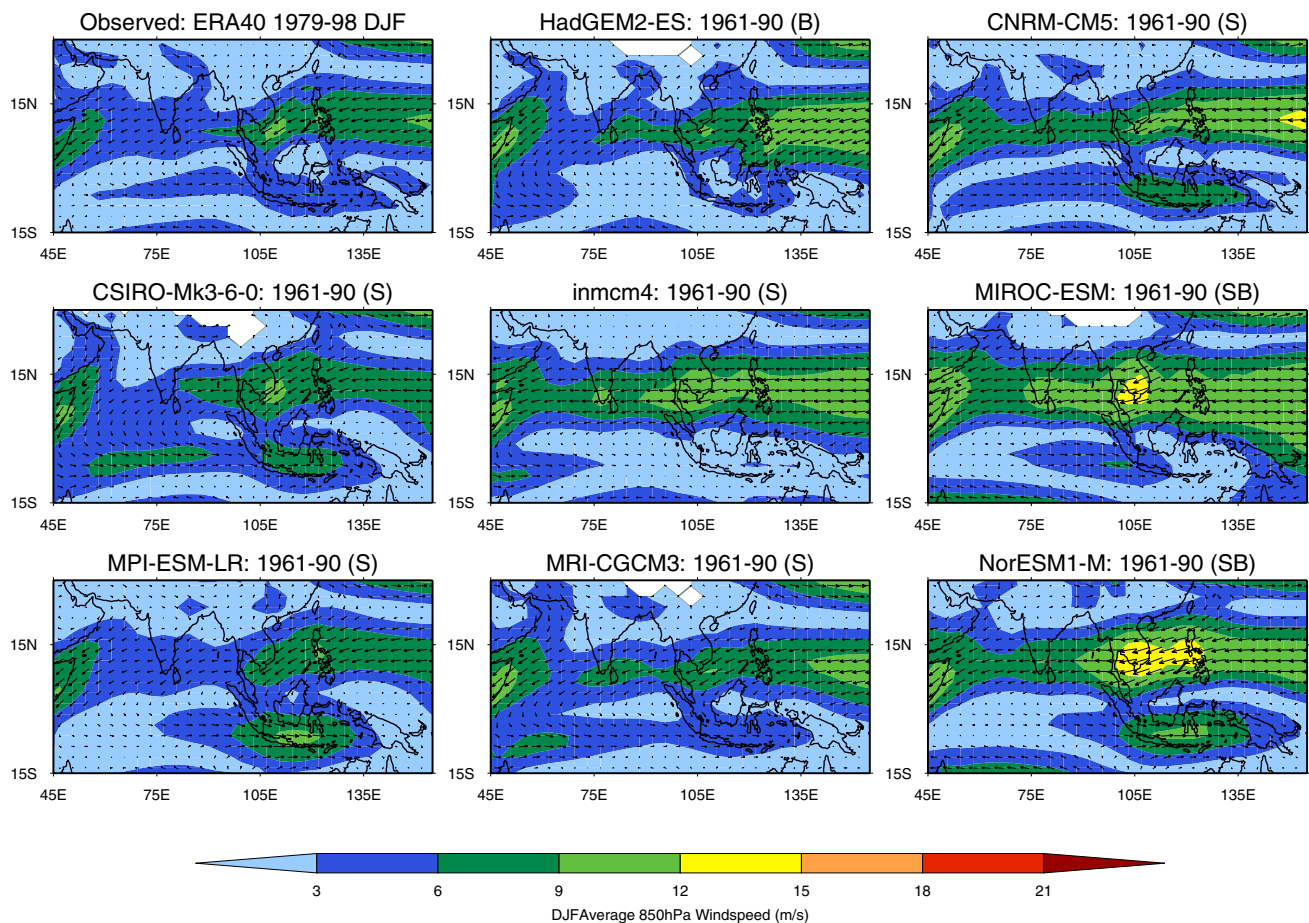 Observed: ERA40 1979-98 DJF
HadGEM2-ES: 1961-90 (B)
CNRM-CM5: 1961-90 (S)
15N
15N
15N
15S
15S
15S
45E 75E 105E 135E
45E 75E 105E 135E
45E 75E 105E 135E
CSIRO-Mk3-6-0: 1961-90 (S)
inmcm4: 1961-90 (S)
MIROC-ESM: 1961-90 (SB)
15N
15N
15N
15S
15S
15S
45E 75E 105E 135E
45E 75E 105E 135E
45E 75E 105E 135E
MPI-ESM-LR: 1961-90 (S)
MRI-CGCM3: 1961-90 (S)
NorESM1-M: 1961-90 (SB)
15N
15N
15N
15S
15S
15S
45E 75E 105E 135E
45E 75E 105E 135E
45E 75E 105E 135E
3 6 9 12 15 18 21
DJFAverage 850hPa Windspeed (m/s)